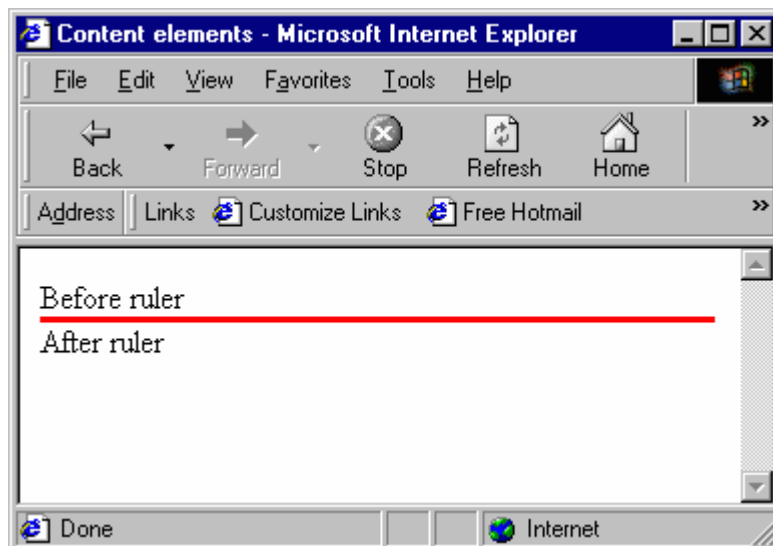 Content elements - Microsoft Internet Explorer
File Edit View Favorites Tools Help
Back Forward Stop Refresh Home »
Address Links Customize Links Free Hotmail »
Before ruler
After ruler
Done Internet